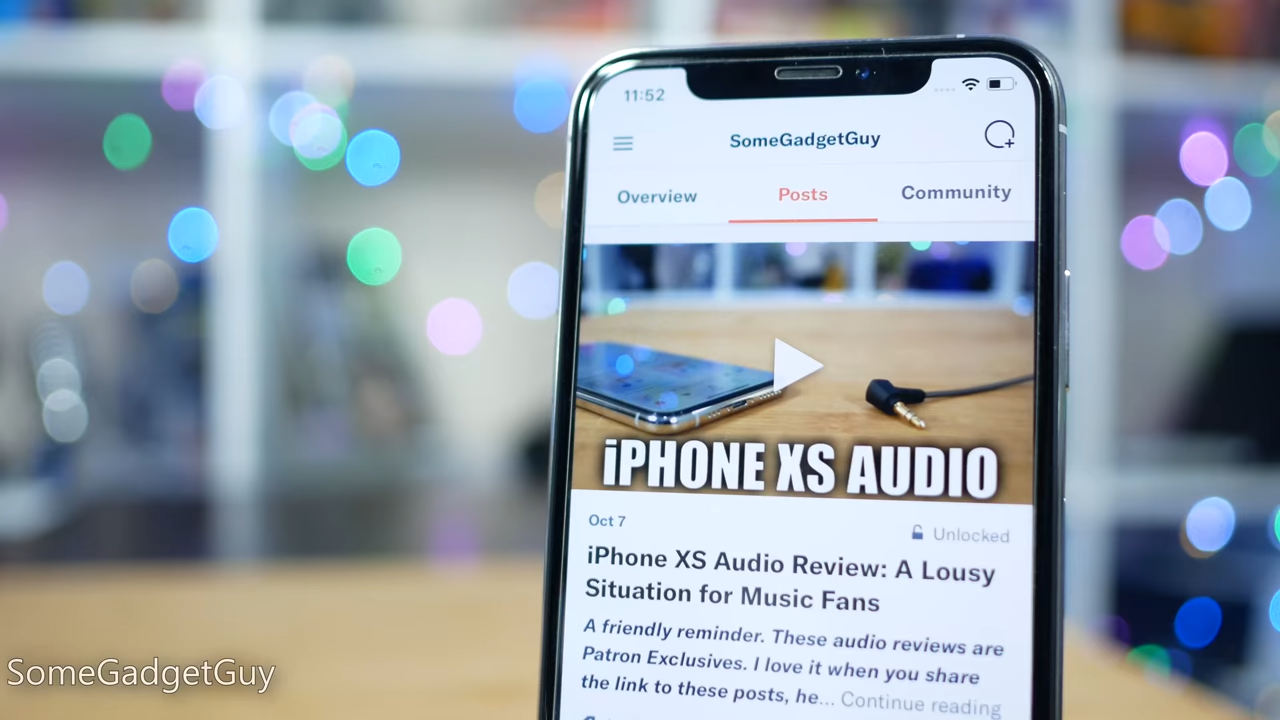 11:52
SomeGadgetGuy
Overview Posts Community
iPHONE XS AUDIO
Oct 7 Unlocked
iPhone XS Audio Review: A Lousy
Situation for Music Fans
A friendly reminder. These audio reviews are
Patron Exclusives. I love it when you share
the link to these posts, he... Continue reading
SomeGadgetGuy